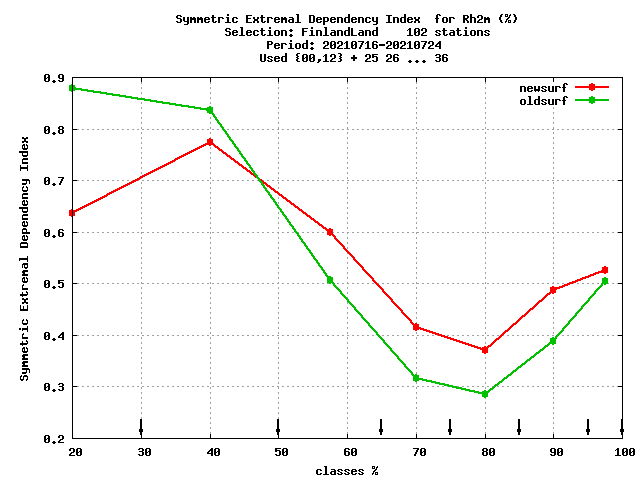 Symmetric Extremal Dependency Index  for Rh2m (%)
Selection: FinlandLand    102 stations
Period: 20210716-20210724
Used {00,12} + 25 26 ... 36
newsurf
oldsurf
Symmetric Extremal Dependency Index
0.9
0.8
0.7
0.6
0.5
0.4
0.3
0.2
20 30 40 50 60 70 80 90 100
classes %